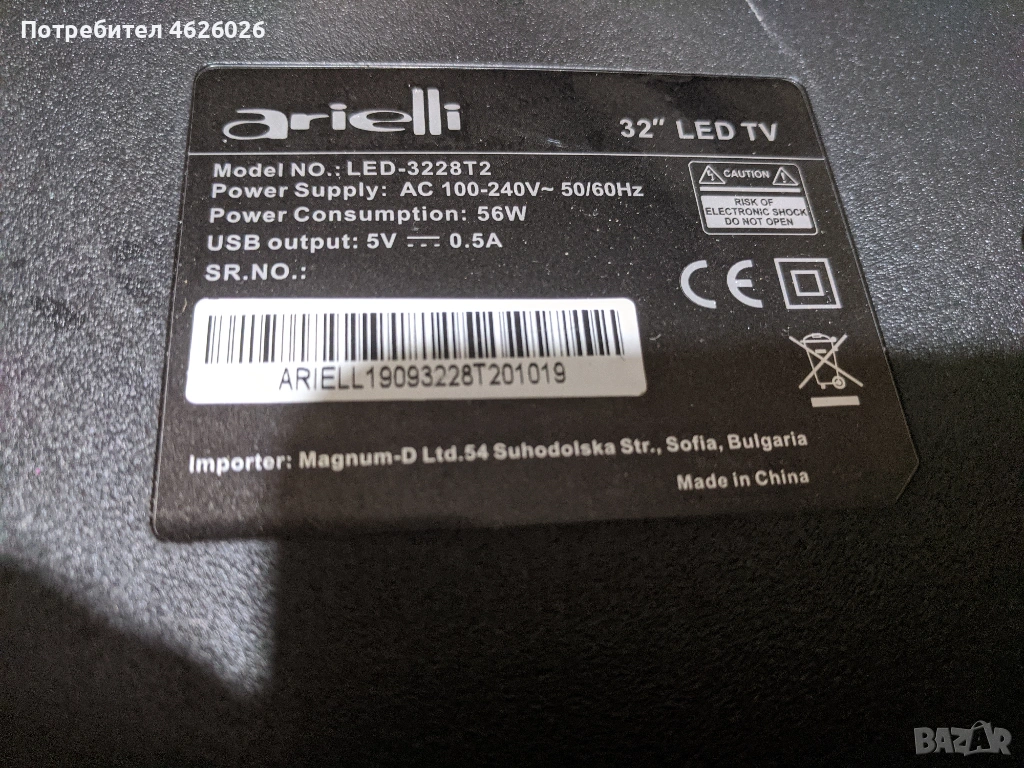 Потребител 4626026
arielli
32" LED TV
Model NO.: LED-3228T2
Power Supply: AC 100-240V~ 50/60Hz
Power Consumption: 56W
USB output: 5V ⎓ 0.5A
SR.NO.:
CAUTION
RISK OF
ELECTRONIC SHOCK
DO NOT OPEN
CE
ARIELL19093228T201019
Importer: Magnum-D Ltd.54 Suhodolska Str., Sofia, Bulgaria
Made in China
BAZAR